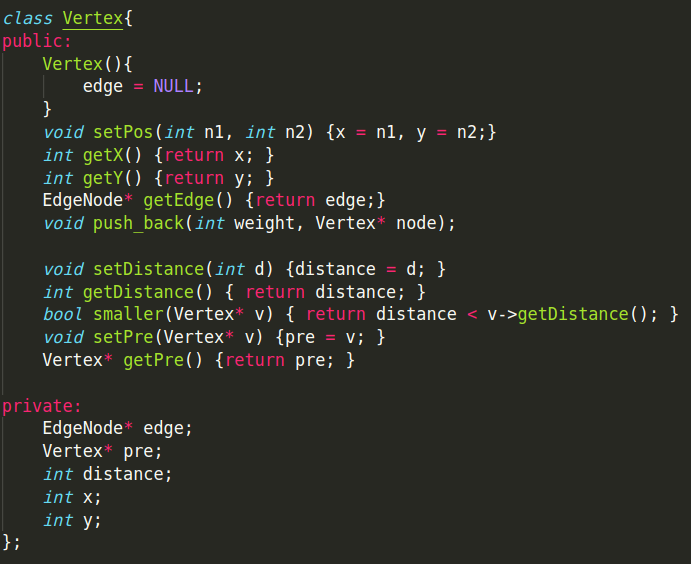 class Vertex{
public:
    Vertex(){
        edge = NULL;
    }
    void setPos(int n1, int n2) {x = n1, y = n2;}
    int getX() {return x; }
    int getY() {return y; }
    EdgeNode* getEdge() {return edge;}
    void push_back(int weight, Vertex* node);

    void setDistance(int d) {distance = d; }
    int getDistance() { return distance; }
    bool smaller(Vertex* v) { return distance < v->getDistance(); }
    void setPre(Vertex* v) {pre = v; }
    Vertex* getPre() {return pre; }

private:
    EdgeNode* edge;
    Vertex* pre;
    int distance;
    int x;
    int y;
};